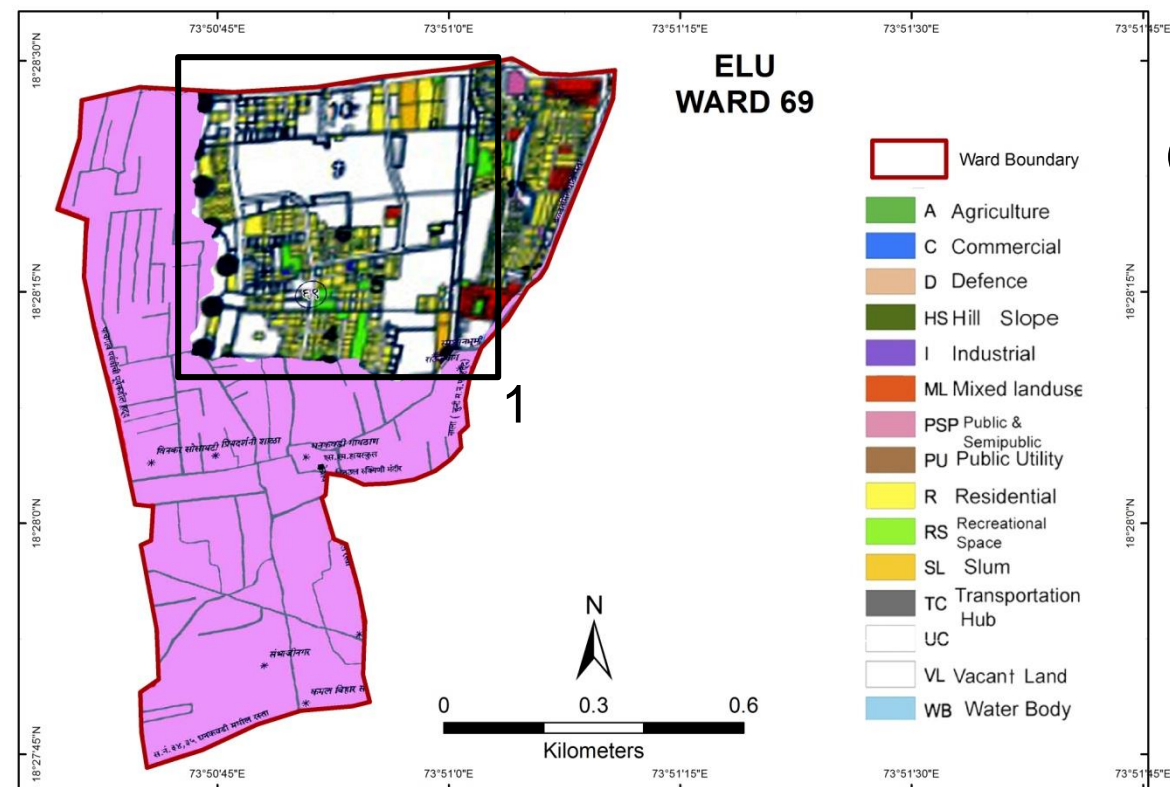 73°50'45"E 73°51'0"E 73°51'15"E 73°51'30"E 73°51'45"E
18°28'30"N
18°28'15"N
18°28'0"N
18°27'45"N
ELU
WARD 69
10
9
६९
1
संभाजीनगर
Ward Boundary
A Agriculture
C Commercial
D Defence
HS Hill Slope
I Industrial
ML Mixed landuse
PSP Public &
Semipublic
PU Public Utility
R Residential
RS Recreational
Space
SL Slum
TC Transportation
Hub
UC
VL Vacant Land
WB Water Body
18°28'15"N
18°28'0"N
N
0 0.3 0.6
Kilometers
73°50'45"E 73°51'0"E 73°51'15"E 73°51'30"E 73°51'45"E